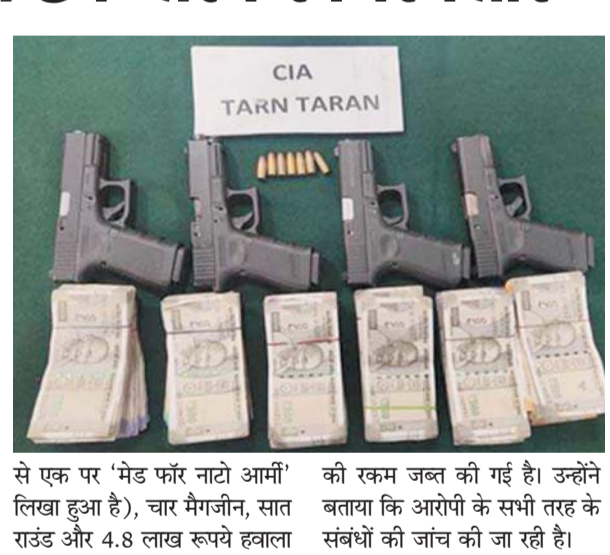 CIA
TARN TARAN
से एक पर ‘मेड फॉर नाटो आर्मी’
लिखा हुआ है), चार मैगजीन, सात
राउंड और 4.8 लाख रूपये हवाला
की रकम जब्त की गई है। उन्होंने
बताया कि आरोपी के सभी तरह के
संबंधों की जांच की जा रही है।